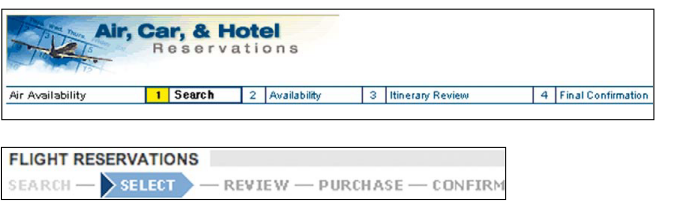 Air, Car, & Hotel
Reservations
Air Availability 1 Search 2 Availability 3 Itinerary Review 4 Final Confirmation
FLIGHT RESERVATIONS
SEARCH — SELECT — REVIEW — PURCHASE — CONFIRM